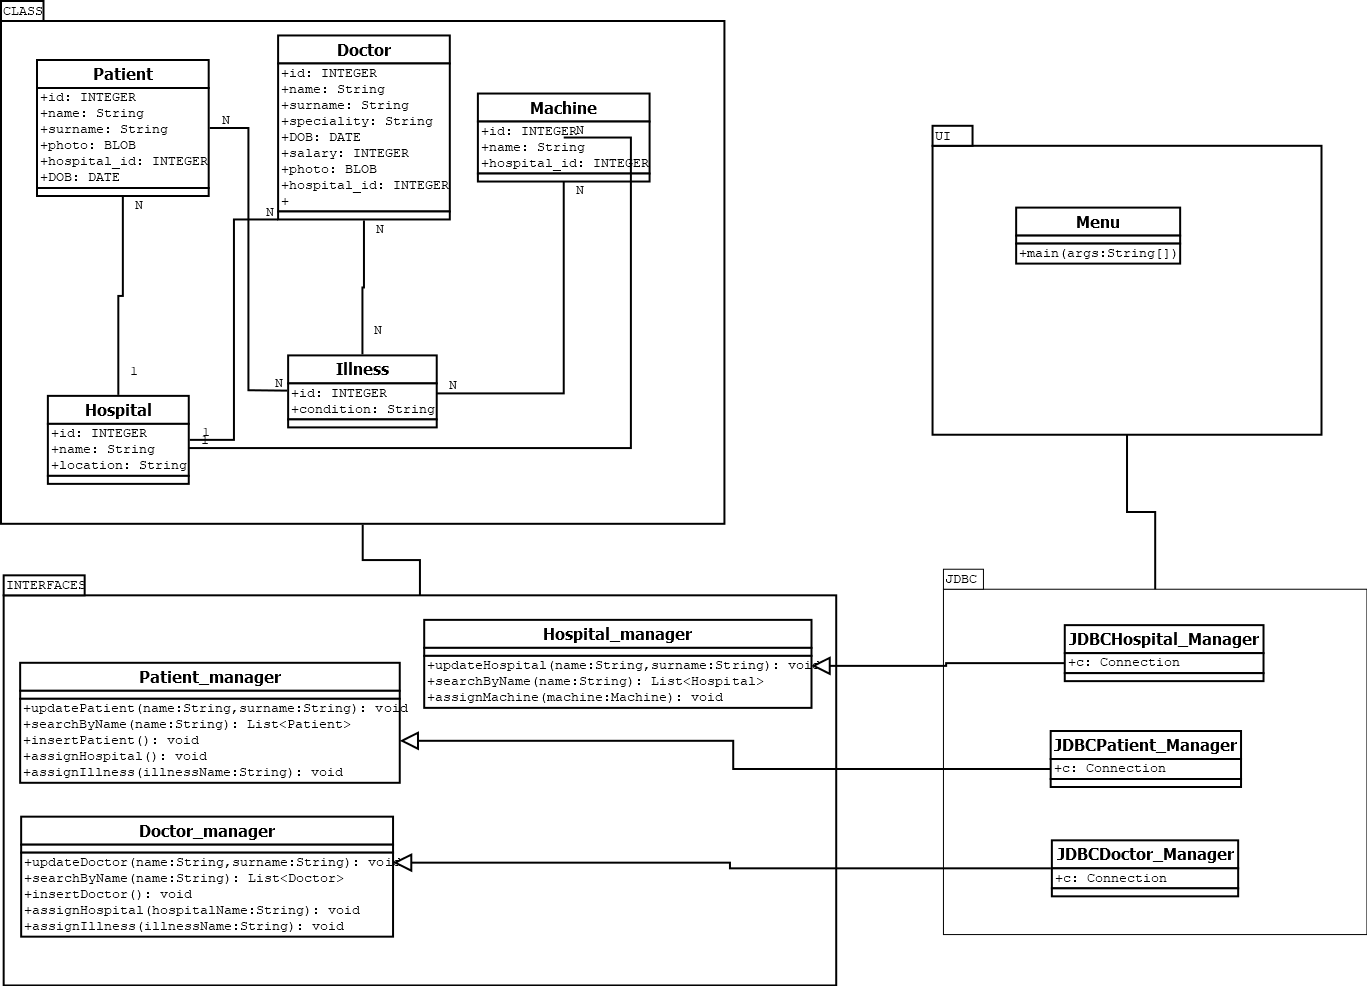 CLASS
Patient
+id: INTEGER
+name: String
+surname: String
+photo: BLOB
+hospital_id: INTEGER
+DOB: DATE
N
N
Doctor
+id: INTEGER
+name: String
+surname: String
+speciality: String
+DOB: DATE
+salary: INTEGER
+photo: BLOB
+hospital_id: INTEGER
+
N
N
Machine
+id: INTEGER
+name: String
+hospital_id: INTEGER
N
N
N
1
Hospital
+id: INTEGER
+name: String
+location: String
1
1
Illness
+id: INTEGER
+condition: String
N
N
UI
Menu
+main(args:String[])
INTERFACES
Hospital_manager
+updateHospital(name:String,surname:String): void
+searchByName(name:String): List<Hospital>
+assignMachine(machine:Machine): void
Patient_manager
+updatePatient(name:String,surname:String): void
+searchByName(name:String): List<Patient>
+insertPatient(): void
+assignHospital(): void
+assignIllness(illnessName:String): void
Doctor_manager
+updateDoctor(name:String,surname:String): void
+searchByName(name:String): List<Doctor>
+insertDoctor(): void
+assignHospital(hospitalName:String): void
+assignIllness(illnessName:String): void
JDBC
JDBCHospital_Manager
+c: Connection
JDBCPatient_Manager
+c: Connection
JDBCDoctor_Manager
+c: Connection